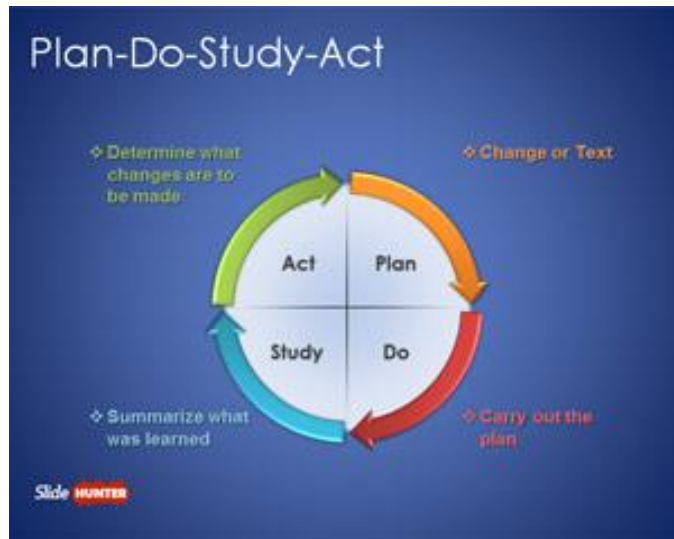 Plan-Do-Study-Act
Determine what
changes are to
be made
Change or Text
Act
Plan
Study
Do
Summarize what
was learned
Carry out the
plan
Slide HUNTER